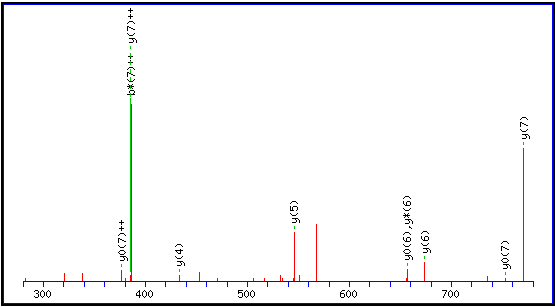 y(7)++
b*(7)++
y0(7)++
y(4)
y(5)
y0(6),y*(6)
y(6)
y0(7)
y(7)
300 400 500 600 700